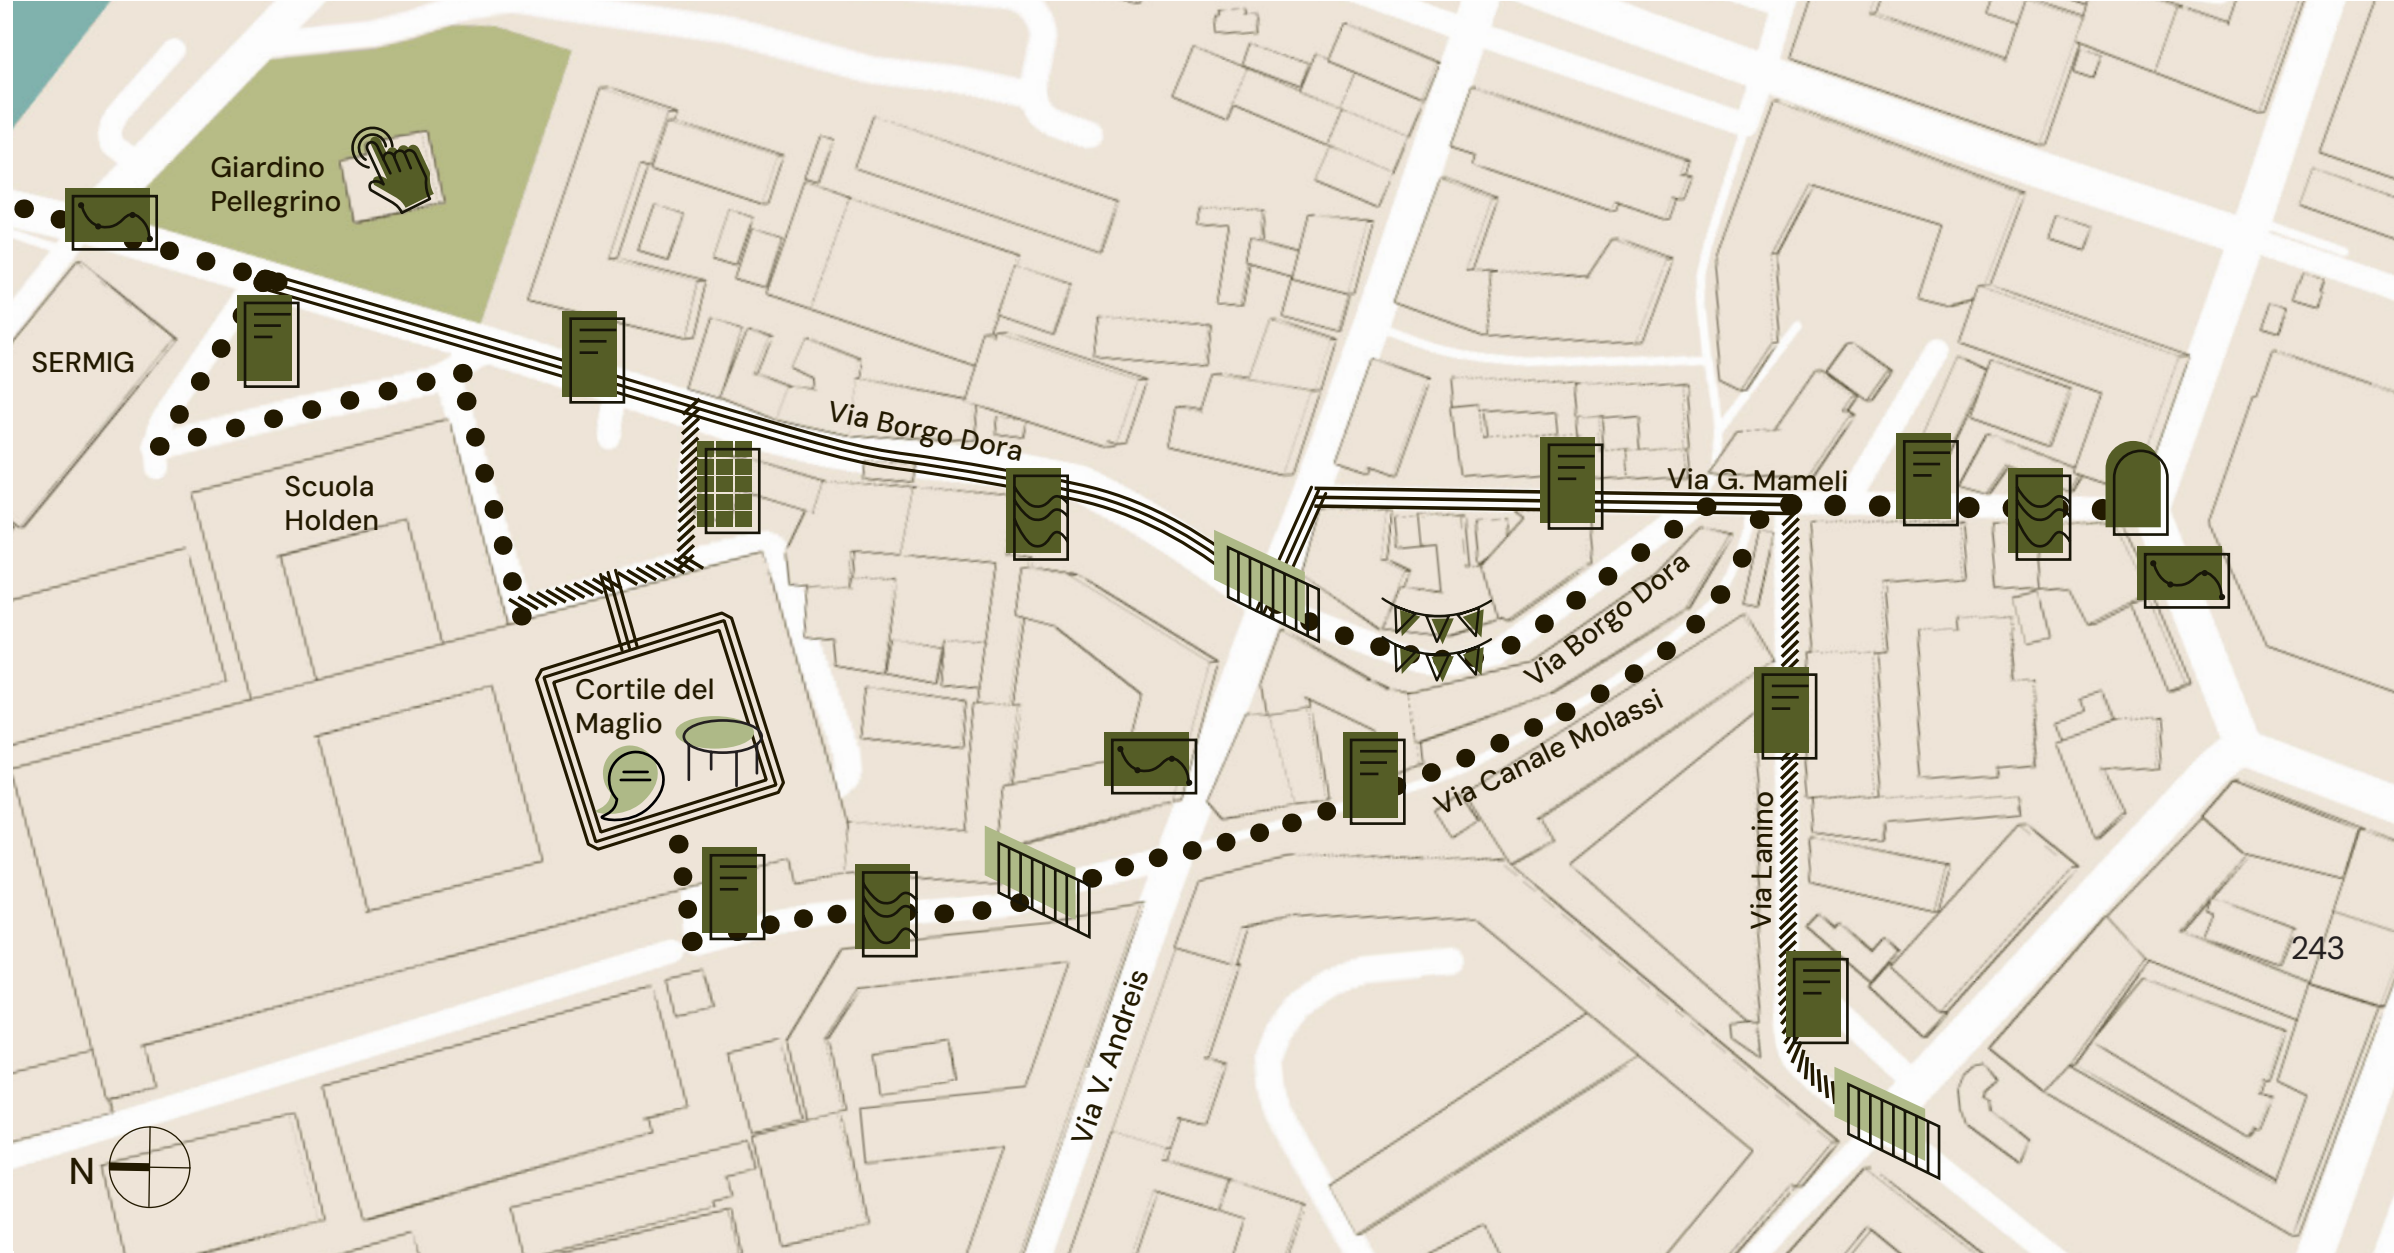 Giardino
Pellegrino
SERMIG
Via Borgo Dora
Scuola
Holden
Via G. Mameli
Via Borgo Dora
Cortile del
Maglio
Via Canale Molassi
Via Lanino
243
Via V. Andreis
N